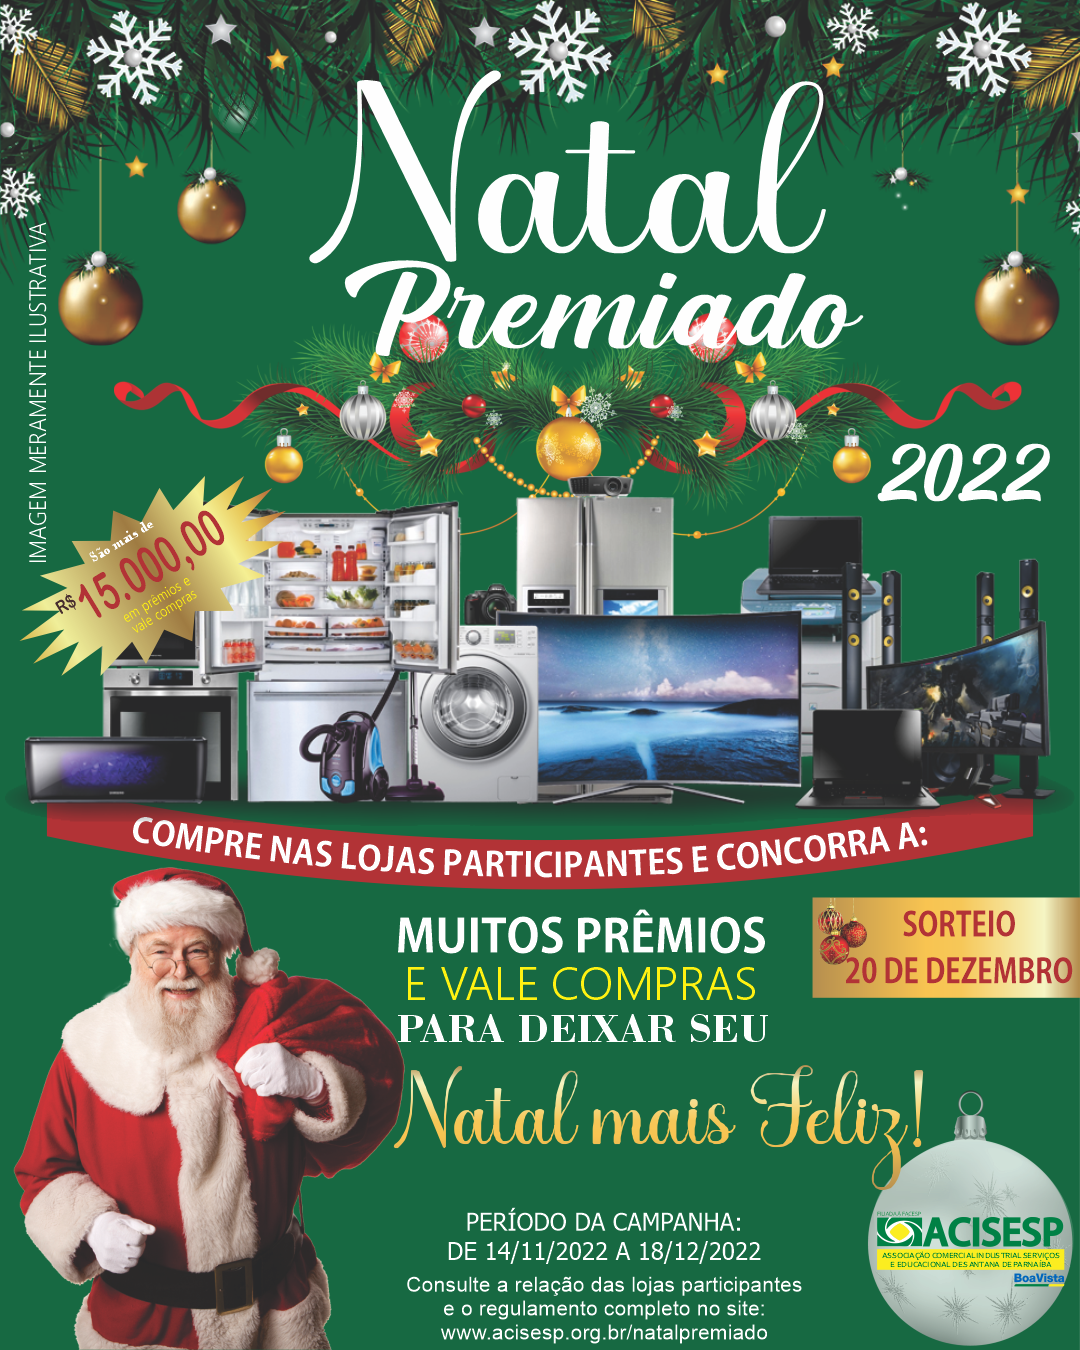 Natal
Premiado
2022
IMAGEM MERAMENTE ILUSTRATIVA
São mais de
R$ 15.000,00
em prêmios e
vale compras
COMPRE NAS LOJAS PARTICIPANTES E CONCORRA A:
MUITOS PRÊMIOS
E VALE COMPRAS
PARA DEIXAR SEU
Natal mais Feliz!
SORTEIO
20 DE DEZEMBRO
PERÍODO DA CAMPANHA:
DE 14/11/2022 A 18/12/2022
Consulte a relação das lojas participantes
e o regulamento completo no site:
www.acisesp.org.br/natalpremiado
FILIADA À FACESP
ACISESP
ASSOCIAÇÃO COMERCIAL INDUSTRIAL SERVIÇOS
E EDUCACIONAL DE SANTANA DE PARNAÍBA
BoaVista